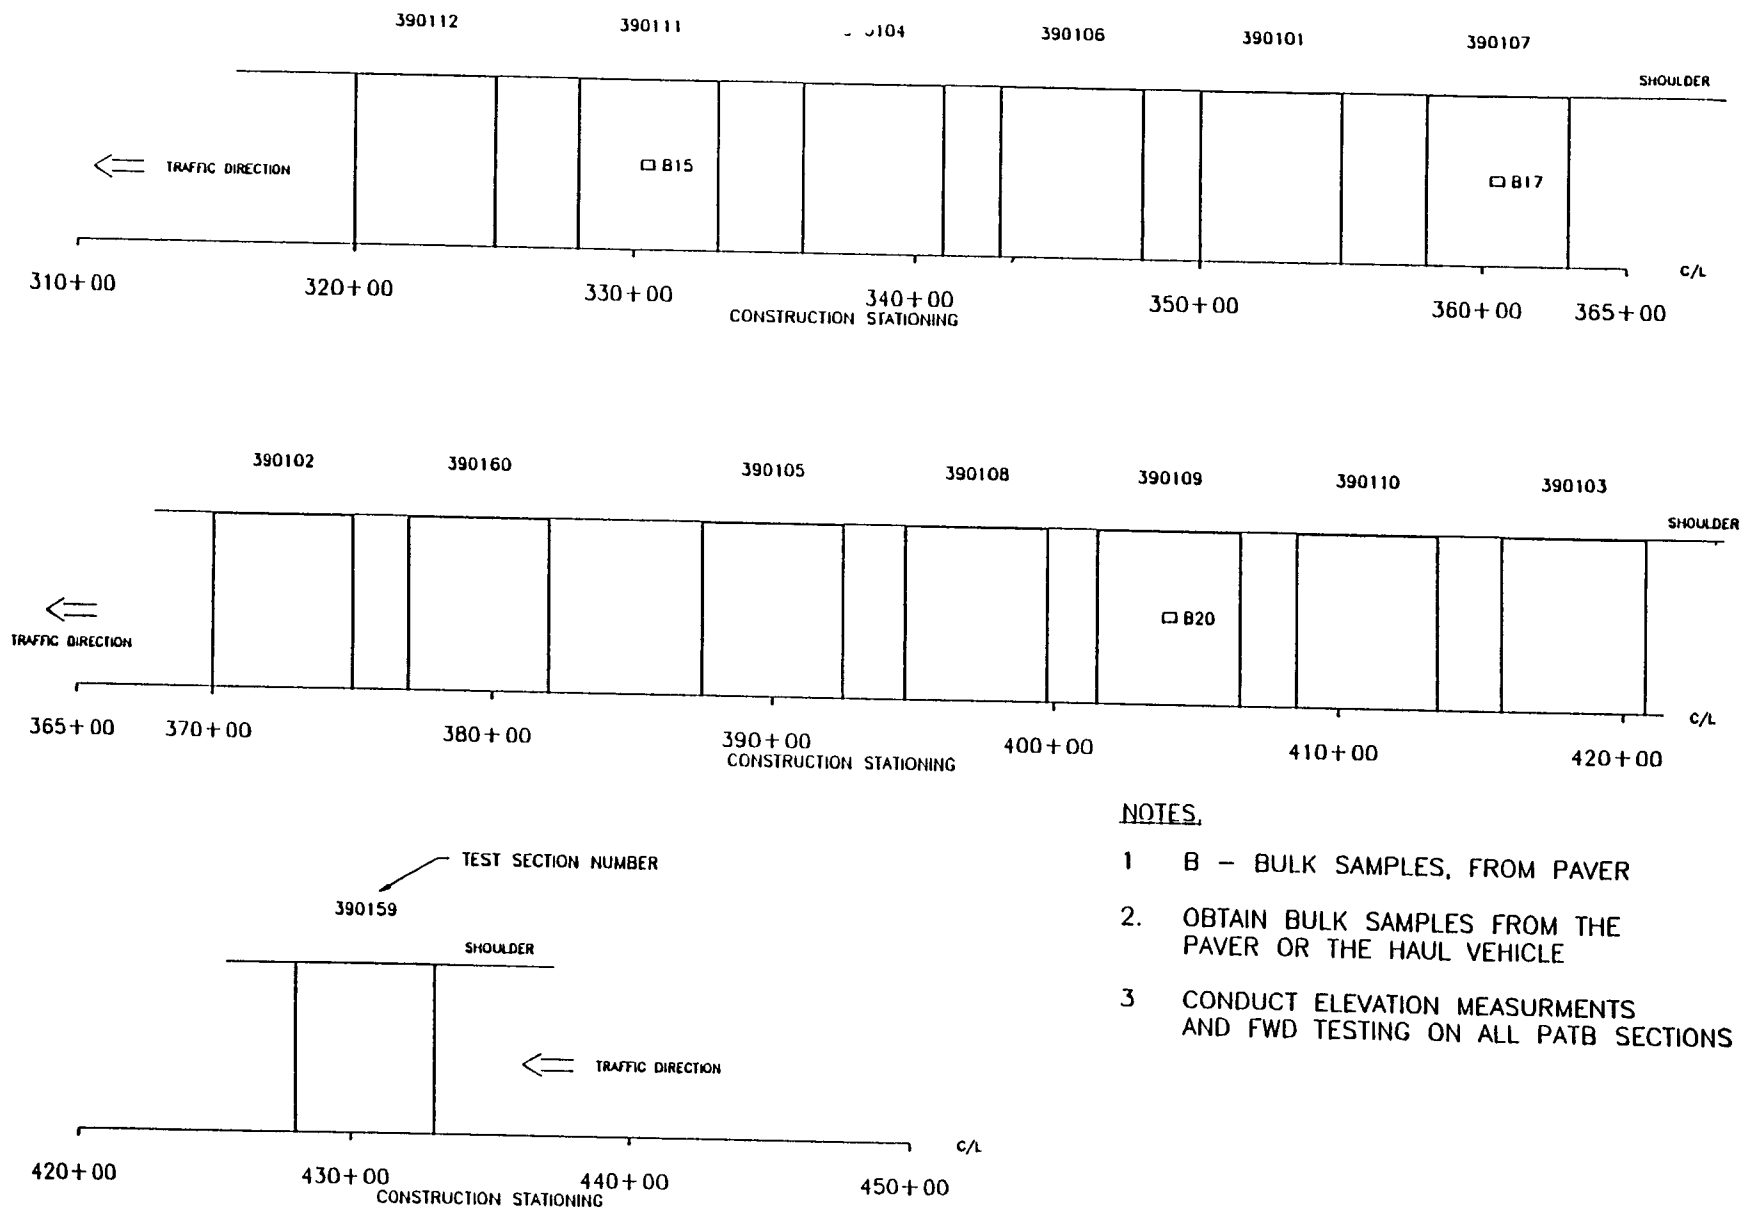 390112 390111 104 390106 390101 390107
SHOULDER
TRAFFIC DIRECTION
B15
B17
C/L
310+00 320+00 330+00 340+00 350+00 360+00 365+00
CONSTRUCTION STATIONING
390102 390160 390105 390108 390109 390110 390103
SHOULDER
B20
TRAFFIC DIRECTION
C/L
365+00 370+00 380+00 390+00 400+00 410+00 420+00
CONSTRUCTION STATIONING
TEST SECTION NUMBER
390159
SHOULDER
TRAFFIC DIRECTION
C/L
420+00 430+00 440+00 450+00
CONSTRUCTION STATIONING
NOTES.
1 B - BULK SAMPLES, FROM PAVER
2. OBTAIN BULK SAMPLES FROM THE
PAVER OR THE HAUL VEHICLE
3 CONDUCT ELEVATION MEASURMENTS
AND FWD TESTING ON ALL PATB SECTIONS